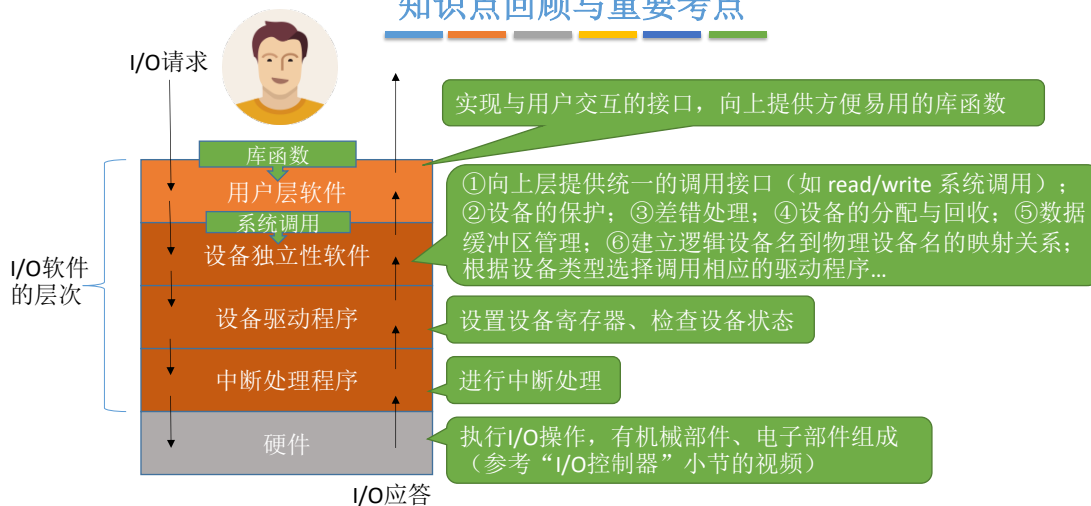 知识点回顾与重要考点
I/O请求
实现与用户交互的接口，向上提供方便易用的库函数
库函数
用户层软件
系统调用
设备独立性软件
①向上层提供统一的调用接口（如 read/write 系统调用）；
②设备的保护；③差错处理；④设备的分配与回收；⑤数据
缓冲区管理；⑥建立逻辑设备名到物理设备名的映射关系；
根据设备类型选择调用相应的驱动程序…
I/O软件
的层次
设备驱动程序
设置设备寄存器、检查设备状态
中断处理程序
进行中断处理
硬件
执行I/O操作，有机械部件、电子部件组成
（参考“I/O控制器”小节的视频）
I/O应答